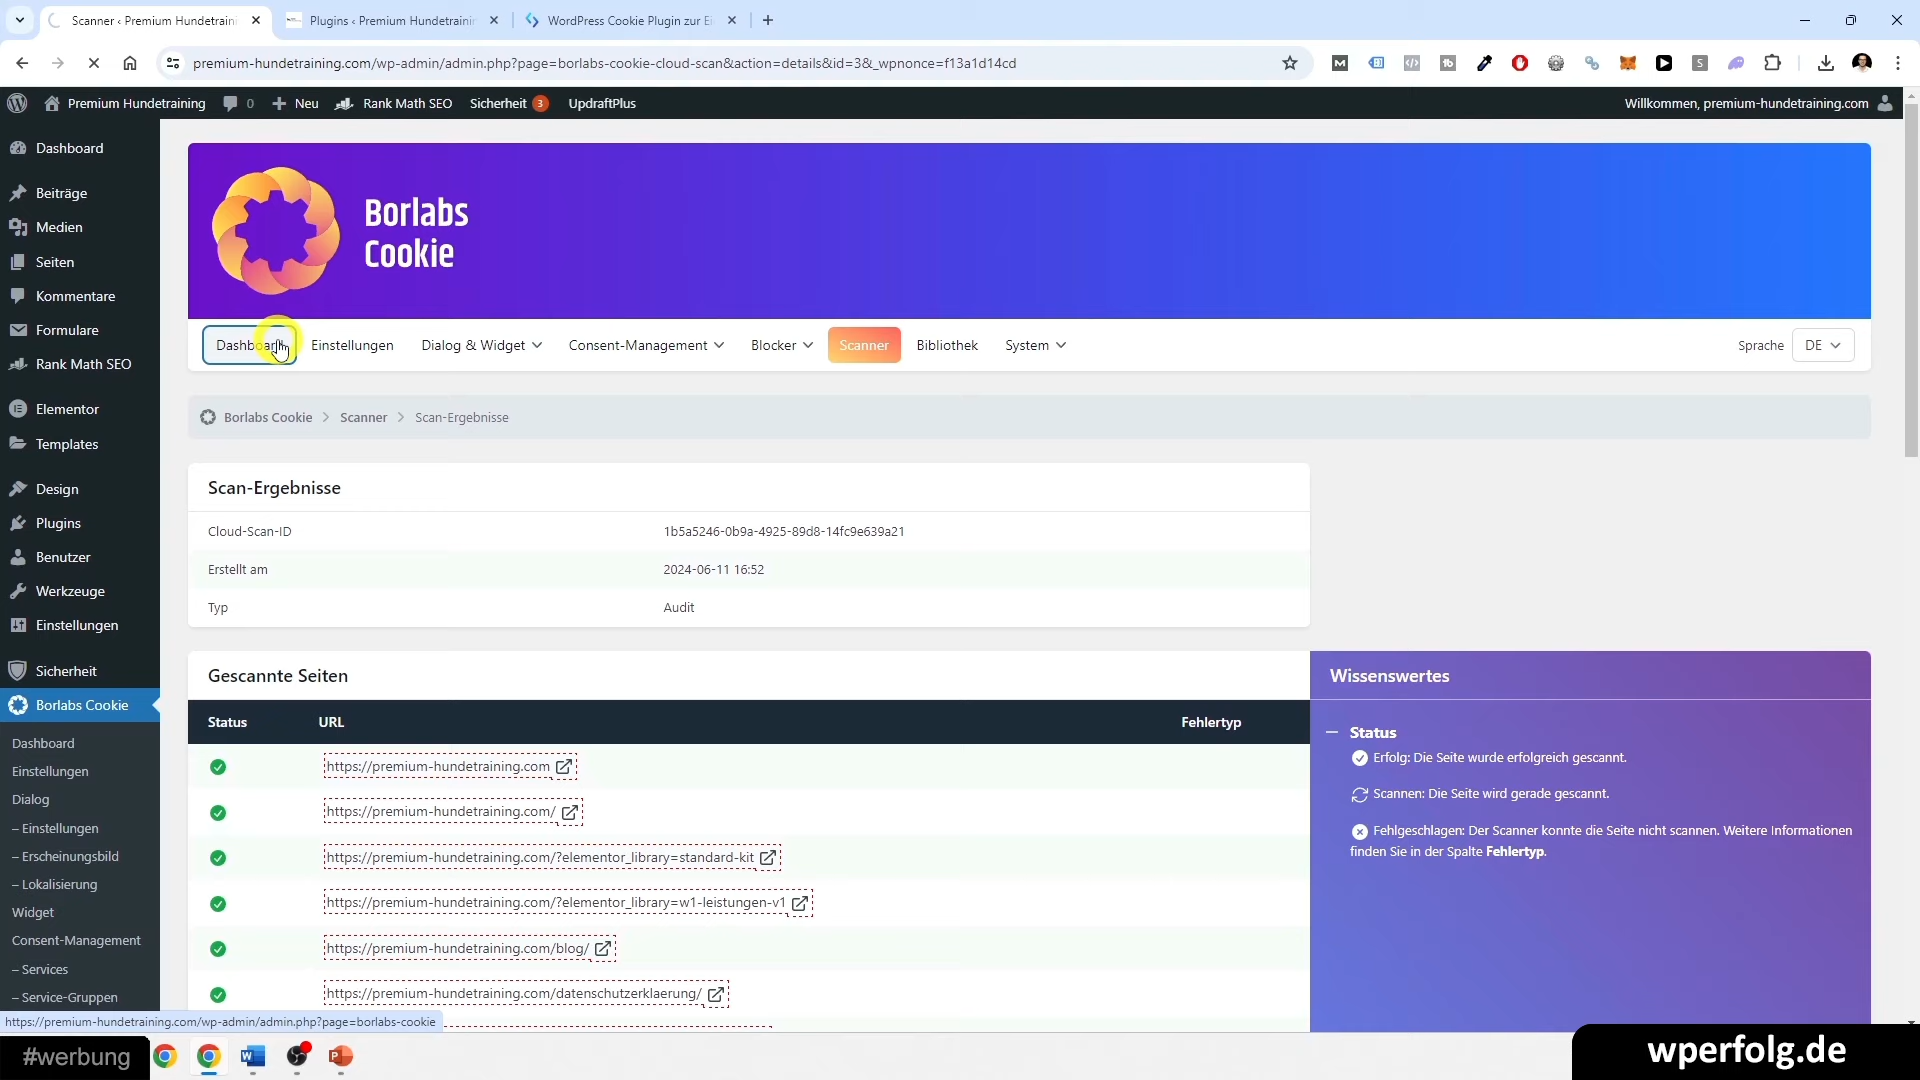 Scanner ‹ Premium Hundetraini
Plugins ‹ Premium Hundetrainin
WordPress Cookie Plugin zur Ei
premium-hundetraining.com/wp-admin/admin.php?page=borlabs-cookie-cloud-scan&action=details&id=3&_wpnonce=f13a1d14cd
Premium Hundetraining
0
Neu
Rank Math SEO
Sicherheit 3
UpdraftPlus
Willkommen, premium-hundetraining.com
Dashboard
Beiträge
Medien
Seiten
Kommentare
Formulare
Rank Math SEO
Elementor
Templates
Design
Plugins
Benutzer
Werkzeuge
Einstellungen
Sicherheit
Borlabs Cookie
Dashboard
Einstellungen
Dialog
– Einstellungen
– Erscheinungsbild
– Lokalisierung
Widget
Consent-Management
– Services
– Service-Gruppen
Borlabs
Cookie
Dashboard
Einstellungen
Dialog & Widget
Consent-Management
Blocker
Scanner
Bibliothek
System
Sprache
DE
Borlabs Cookie > Scanner > Scan-Ergebnisse
Scan-Ergebnisse
Cloud-Scan-ID 1b5a5246-0b9a-4925-89d8-14fc9e639a21
Erstellt am 2024-06-11 16:52
Typ Audit
Gescannte Seiten
Status URL Fehlertyp
https://premium-hundetraining.com
https://premium-hundetraining.com/
https://premium-hundetraining.com/?elementor_library=standard-kit
https://premium-hundetraining.com/?elementor_library=w1-leistungen-v1
https://premium-hundetraining.com/blog/
https://premium-hundetraining.com/datenschutzerklaerung/
Wissenswertes
Status
Erfolg: Die Seite wurde erfolgreich gescannt.
Scannen: Die Seite wird gerade gescannt.
Fehlgeschlagen: Der Scanner konnte die Seite nicht scannen. Weitere Informationen
finden Sie in der Spalte Fehlertyp.
https://premium-hundetraining.com/wp-admin/admin.php?page=borlabs-cookie
#werbung
wperfolg.de